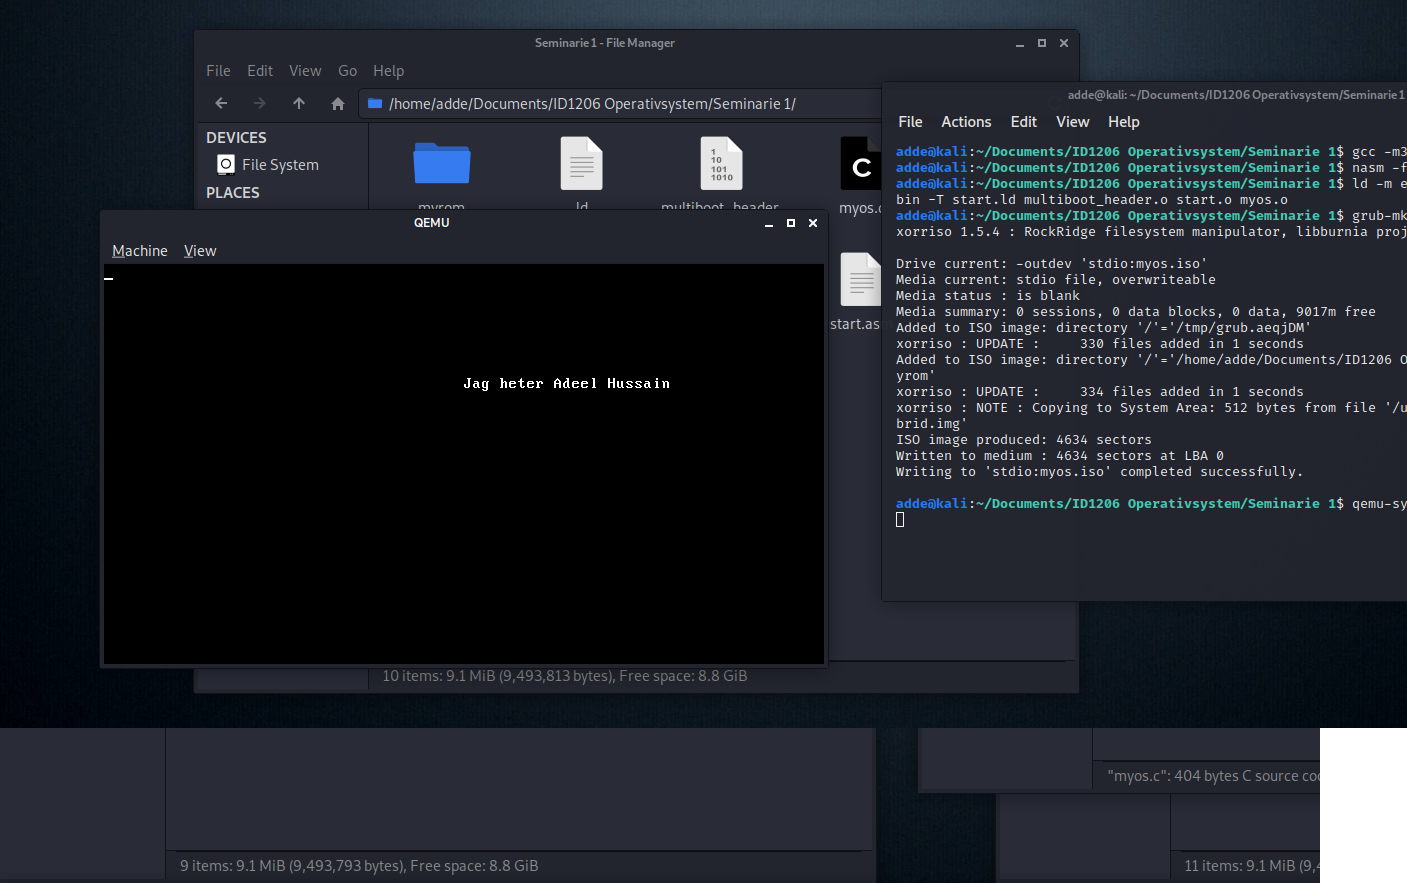 Seminarie 1 - File Manager
File Edit View Go Help
/home/adde/Documents/ID1206 Operativsystem/Seminarie 1/
DEVICES
File System
PLACES
myrom
ld
multiboot_header
myos.c
start.as
QEMU
Machine View
Jag heter Adeel Hussain
10 items: 9.1 MiB (9,493,813 bytes), Free space: 8.8 GiB
adde@kali: ~/Documents/ID1206 Operativsystem/Seminarie 1
File Actions Edit View Help
adde@kali:~/Documents/ID1206 Operativsystem/Seminarie 1$ gcc -m3
adde@kali:~/Documents/ID1206 Operativsystem/Seminarie 1$ nasm -f
adde@kali:~/Documents/ID1206 Operativsystem/Seminarie 1$ ld -m e
bin -T start.ld multiboot_header.o start.o myos.o
adde@kali:~/Documents/ID1206 Operativsystem/Seminarie 1$ grub-mk
xorriso 1.5.4 : RockRidge filesystem manipulator, libburnia proj
Drive current: -outdev 'stdio:myos.iso'
Media current: stdio file, overwriteable
Media status : is blank
Media summary: 0 sessions, 0 data blocks, 0 data, 9017m free
Added to ISO image: directory '/'='/tmp/grub.aeqjDM'
xorriso : UPDATE :     330 files added in 1 seconds
Added to ISO image: directory '/'='/home/adde/Documents/ID1206 O
yrom'
xorriso : UPDATE :     334 files added in 1 seconds
xorriso : NOTE : Copying to System Area: 512 bytes from file '/u
brid.img'
ISO image produced: 4634 sectors
Written to medium : 4634 sectors at LBA 0
Writing to 'stdio:myos.iso' completed successfully.
adde@kali:~/Documents/ID1206 Operativsystem/Seminarie 1$ qemu-sy
"myos.c": 404 bytes C source co
9 items: 9.1 MiB (9,493,793 bytes), Free space: 8.8 GiB
11 items: 9.1 MiB (9,4